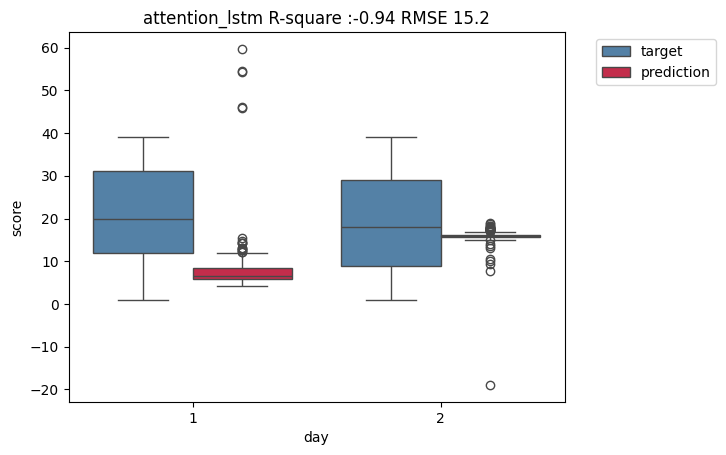 attention_lstm R-square :-0.94 RMSE 15.2
target
prediction
60
50
40
30
20
10
0
−10
−20
score
1
2
day